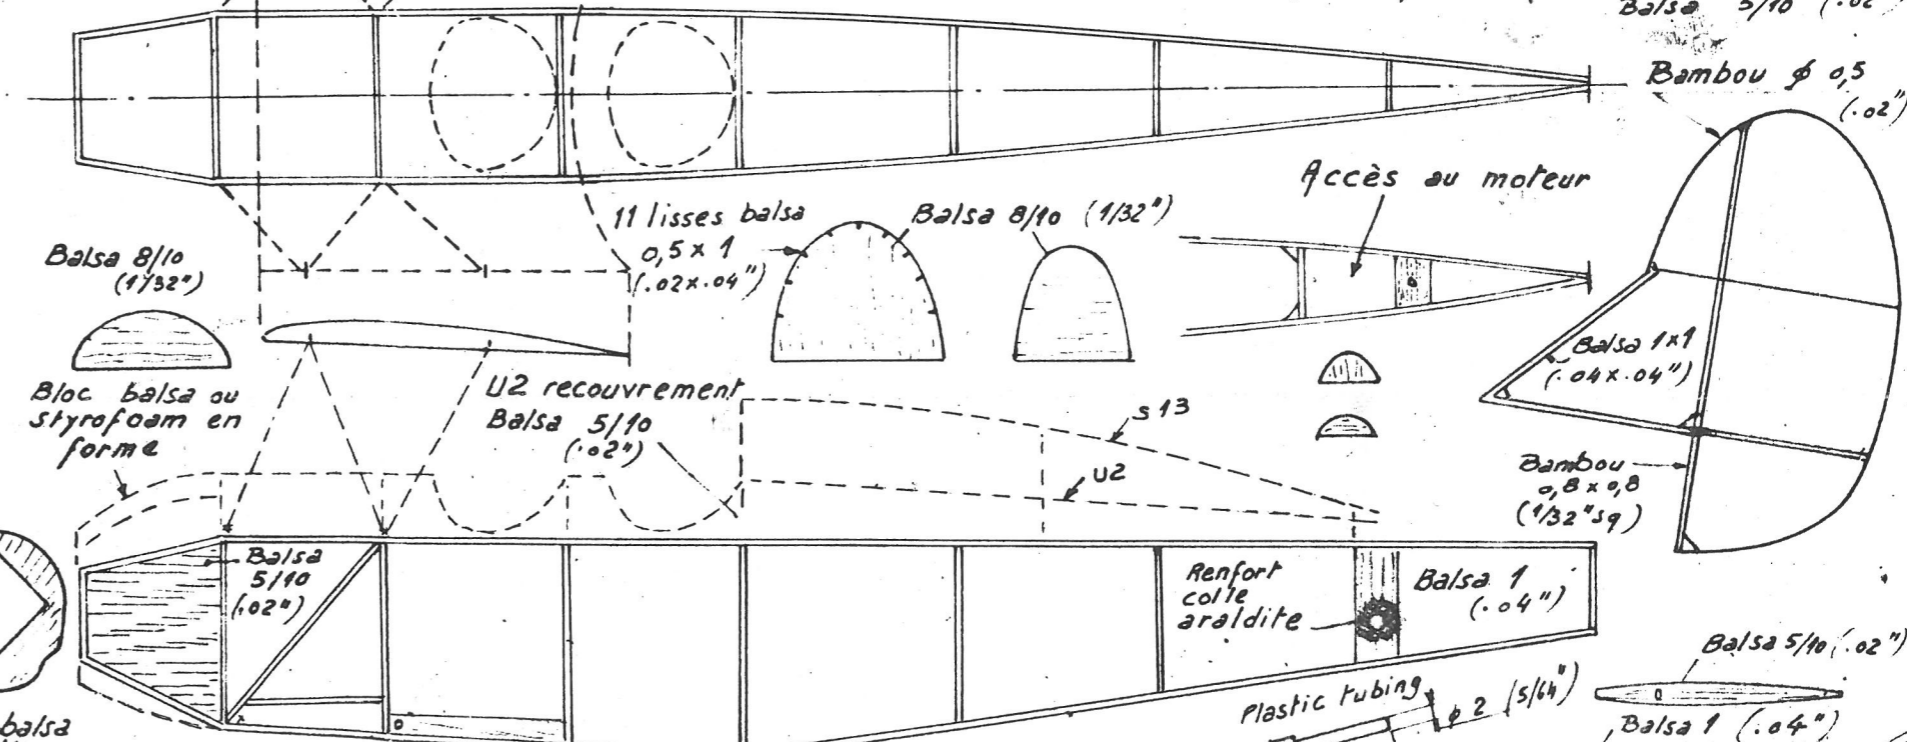 Balsa 5/10 (.02"
Bambou ϕ 0,5
(.02")
Accès au moteur
11 lisses balsa
0,5 x 1
(.02x.04")
Balsa 8/10 (1/32")
Balsa 8/10
(1/32")
Balsa 1x1
(.04x.04")
Bloc balsa ou
styrofoam en
forme
U2 recouvrement
Balsa 5/10
(.02")
S13
U2
Bambou
0,8 x 0,8
(1/32"sq)
Balsa
5/10
(.02")
Renfort
colle
araldite
Balsa 1
(.04")
Balsa 5/10 (.02")
Plastic tubing
ϕ 2 (5/64")
balsa
Balsa 1 (.04")